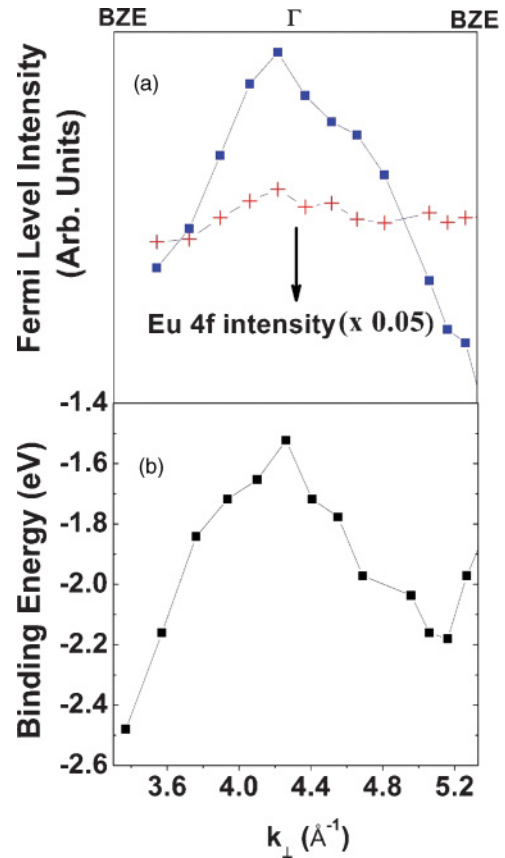 BZE Γ BZE
(a)
Fermi Level Intensity
(Arb. Units)
Eu 4f intensity (x 0.05)
-1.4
-1.6
-1.8
-2.0
-2.2
-2.4
-2.6
(b)
Binding Energy (eV)
3.6 4.0 4.4 4.8 5.2
k⊥ (Å⁻¹)